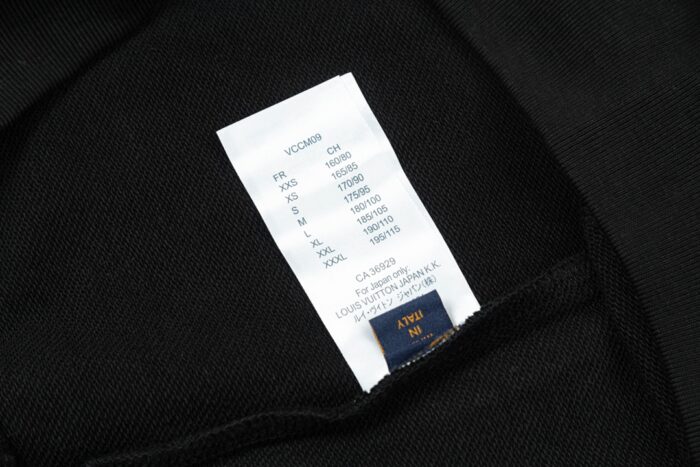 VCCM09
FR CH
XXS 160/80
XS 165/85
S 170/90
M 175/95
L 180/100
XL 185/105
XXL 190/110
XXXL 195/115
CA 36929
For Japan only:
LOUIS VUITTON JAPAN K.K.
ルイ・ヴィトン ジャパン(株)
IN
ITALY